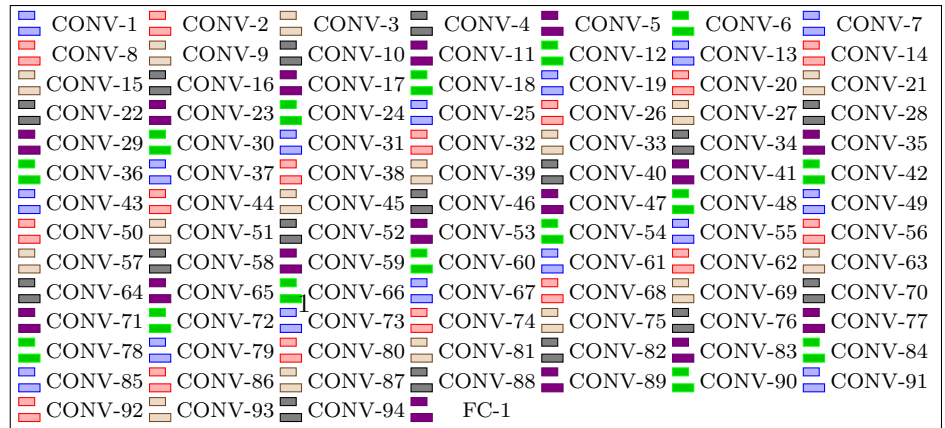 CONV-1 CONV-2 CONV-3 CONV-4 CONV-5 CONV-6 CONV-7
CONV-8 CONV-9 CONV-10 CONV-11 CONV-12 CONV-13 CONV-14
CONV-15 CONV-16 CONV-17 CONV-18 CONV-19 CONV-20 CONV-21
CONV-22 CONV-23 CONV-24 CONV-25 CONV-26 CONV-27 CONV-28
CONV-29 CONV-30 CONV-31 CONV-32 CONV-33 CONV-34 CONV-35
CONV-36 CONV-37 CONV-38 CONV-39 CONV-40 CONV-41 CONV-42
CONV-43 CONV-44 CONV-45 CONV-46 CONV-47 CONV-48 CONV-49
CONV-50 CONV-51 CONV-52 CONV-53 CONV-54 CONV-55 CONV-56
CONV-57 CONV-58 CONV-59 CONV-60 CONV-61 CONV-62 CONV-63
CONV-64 CONV-65 CONV-66 CONV-67 CONV-68 CONV-69 CONV-70
1
CONV-71 CONV-72 CONV-73 CONV-74 CONV-75 CONV-76 CONV-77
CONV-78 CONV-79 CONV-80 CONV-81 CONV-82 CONV-83 CONV-84
CONV-85 CONV-86 CONV-87 CONV-88 CONV-89 CONV-90 CONV-91
CONV-92 CONV-93 CONV-94 FC-1